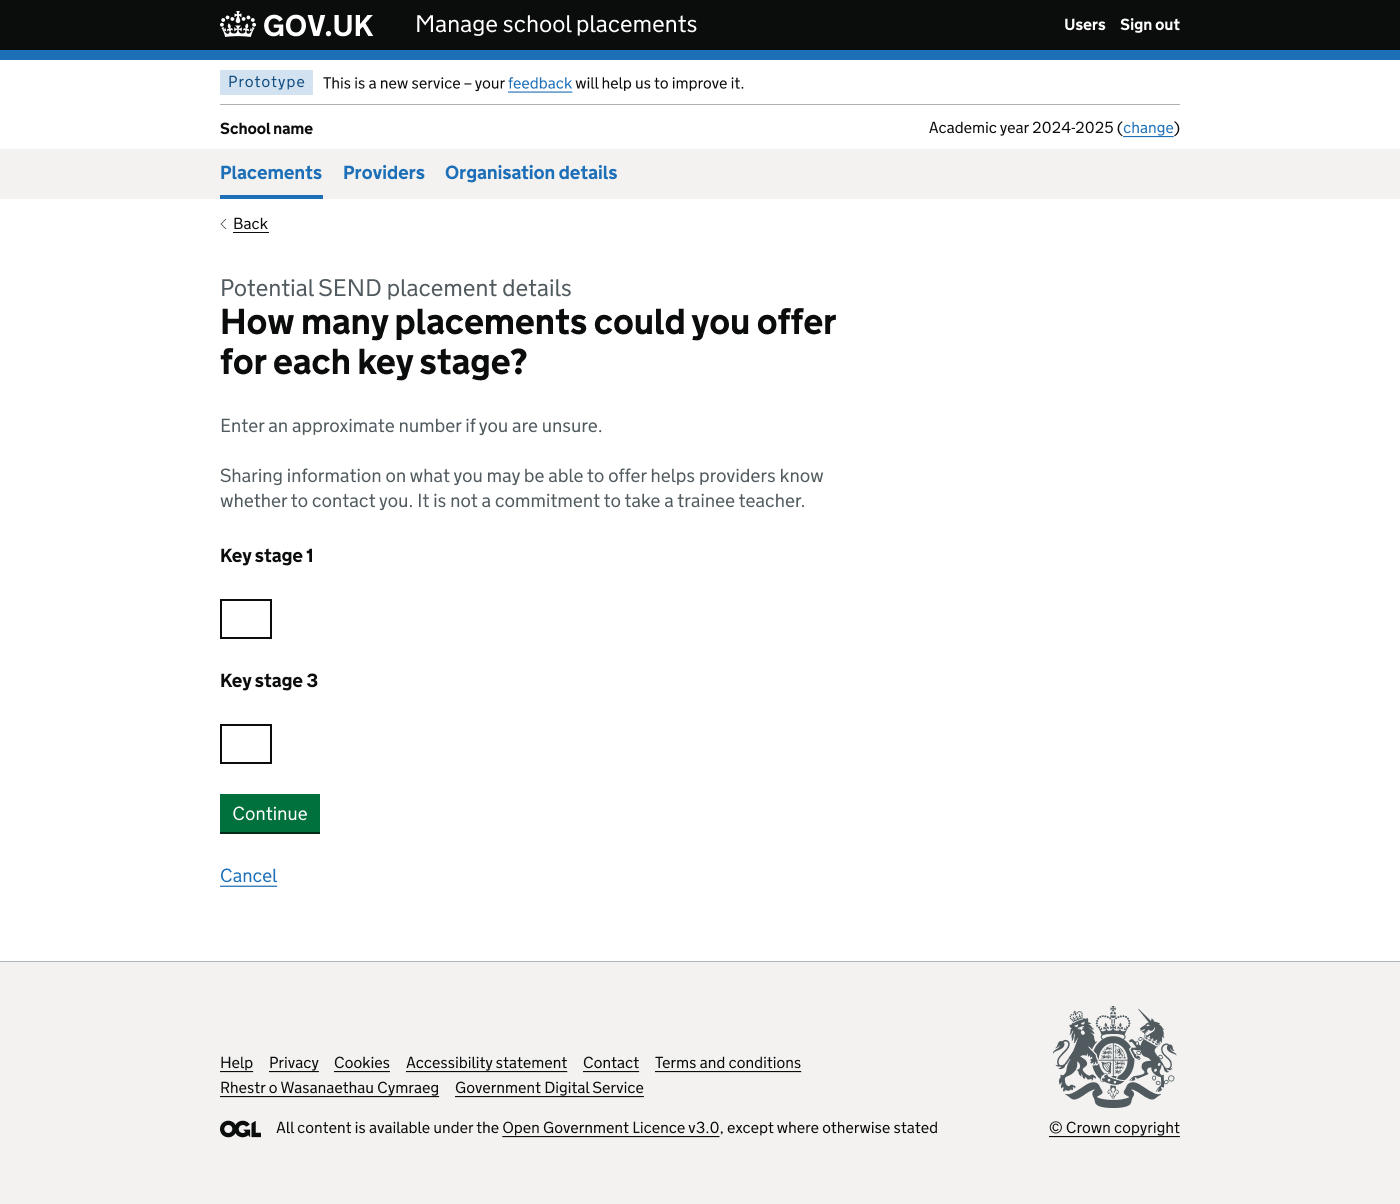 GOV.UK Manage school placements Users Sign out
Prototype This is a new service – your feedback will help us to improve it.
School name Academic year 2024-2025 (change)
Placements Providers Organisation details
Back
Potential SEND placement details
How many placements could you offer
for each key stage?
Enter an approximate number if you are unsure.
Sharing information on what you may be able to offer helps providers know
whether to contact you. It is not a commitment to take a trainee teacher.
Key stage 1
Key stage 3
Continue
Cancel
Help Privacy Cookies Accessibility statement Contact Terms and conditions
Rhestr o Wasanaethau Cymraeg Government Digital Service
OGL All content is available under the Open Government Licence v3.0, except where otherwise stated © Crown copyright